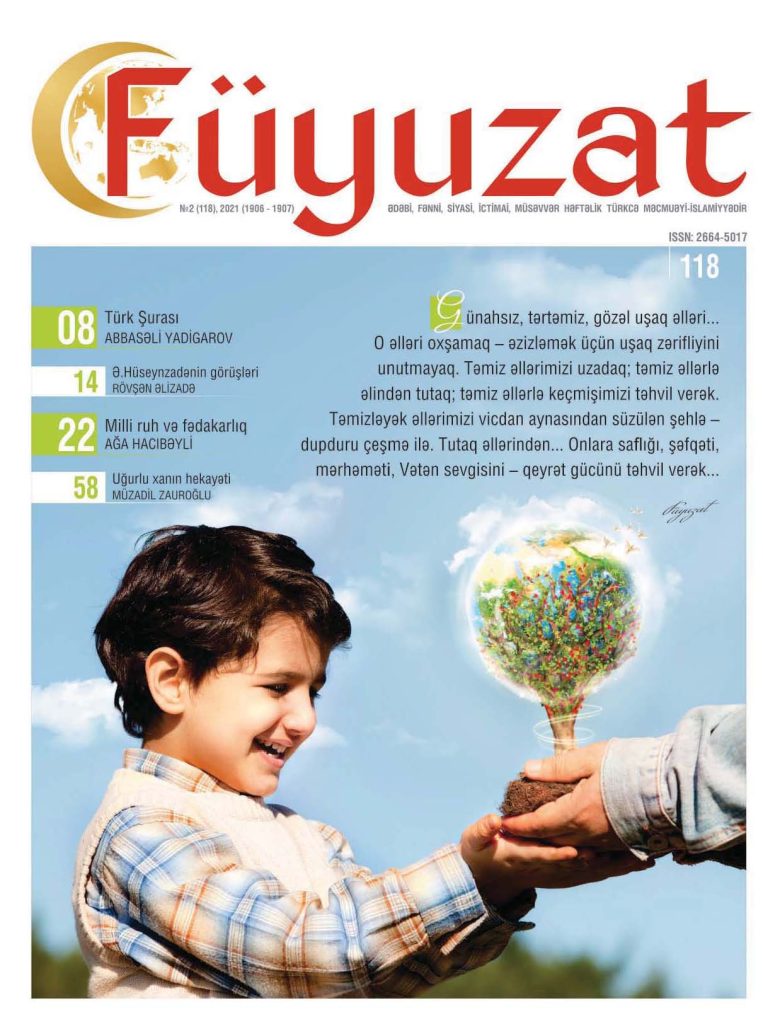 Füyuzat
№2 (118), 2021 (1906 - 1907)
ƏDƏBİ, FƏNNİ, SİYASİ, İCTİMAİ, MÜSƏVVƏR HƏFTƏLİK TÜRKCƏ MƏCMUƏYİ-İSLAMİYYƏDİR
ISSN: 2664-5017
118
08
Türk Şurası
ABBASƏLİ YADİGAROV
14
Ə.Hüseynzadənin görüşləri
RÖVŞƏN ƏLİZADƏ
22
Milli ruh və fədakarlıq
AĞA HACIBƏYLİ
58
Uğurlu xanın hekayəti
MÜZADİL ZAUROĞLU
Günahsız, tərtəmiz, gözəl uşaq əlləri...
O əlləri oxşamaq – əzizləmək üçün uşaq zərifliyini
unutmayaq. Təmiz əllərimizi uzadaq; təmiz əllərlə
əlindən tutaq; təmiz əllərlə keçmişimizi təhvil verək.
Təmizləyək əllərimizi vicdan aynasından süzülən şehlə –
dupduru çeşmə ilə. Tutaq əllərindən... Onlara saflığı, şəfqəti,
mərhəməti, Vətən sevgisini – qeyrət gücünü təhvil verək...
Füyuzat